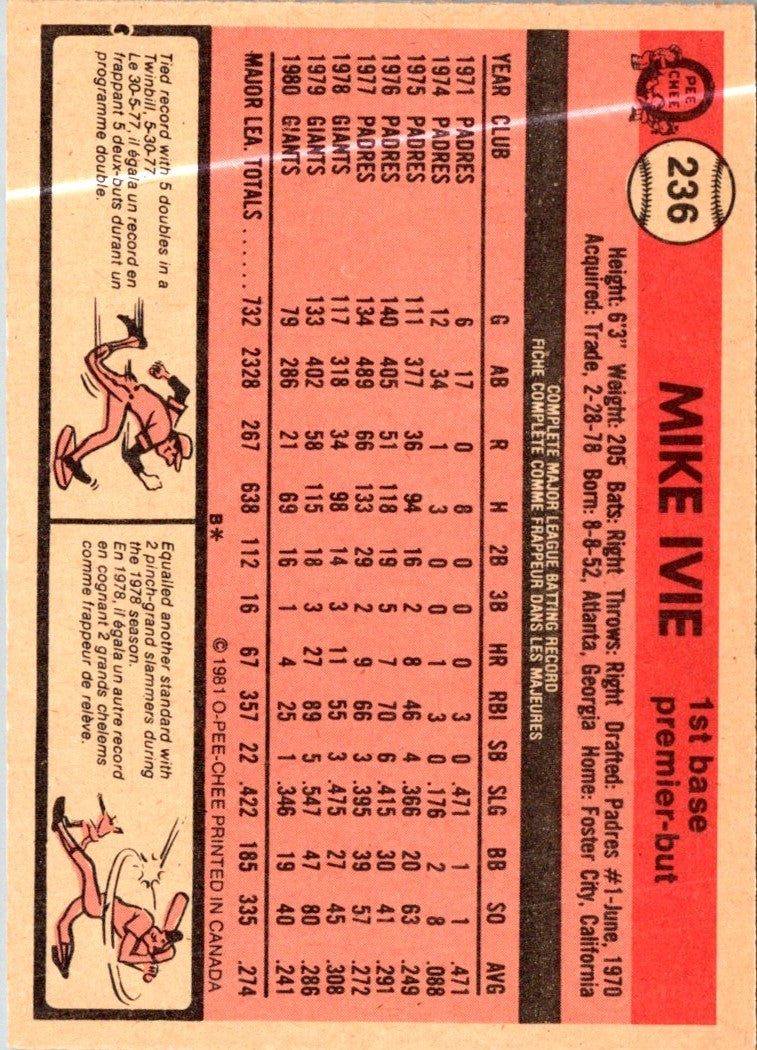 PEE
CHEE
236
MIKE IVIE
1st base
premier-but
Height: 6'3" Weight: 205 Bats: Right Throws: Right Drafted: Padres #1-June, 1970
Acquired: Trade, 2-28-78 Born: 8-8-52, Atlanta, Georgia Home: Foster City, California
COMPLETE MAJOR LEAGUE BATTING RECORD
FICHE COMPLÈTE COMME FRAPPEUR DANS LES MAJEURES
YEAR CLUB G AB R H 2B 3B HR RBI SB SLG BB SO AVG
1971 PADRES 6 17 0 8 0 0 0 3 0 .471 1 1 .471
1974 PADRES 12 34 1 3 0 0 1 3 0 .176 2 8 .088
1975 PADRES 111 377 36 94 16 2 8 46 4 .366 20 63 .249
1976 PADRES 140 405 51 118 19 5 7 70 6 .415 30 41 .291
1977 PADRES 134 489 66 133 29 2 9 66 3 .395 39 57 .272
1978 GIANTS 117 318 34 98 14 3 11 55 3 .475 27 45 .308
1979 GIANTS 133 402 58 115 18 3 27 89 5 .547 47 80 .286
1980 GIANTS 79 286 21 69 16 1 4 25 1 .346 19 40 .241
MAJOR LEA. TOTALS ...... 732 2328 267 638 112 16 67 357 22 .422 185 335 .274
B* © 1981 O-PEE-CHEE PRINTED IN CANADA
Tied record with 5 doubles in a
Twinbill, 5-30-77.
Le 30-5-77, il égala un record en
frappant 5 deux-buts durant un
programme double.
Equalled another standard with
2 pinch-grand slammers during
the 1978 season.
En 1978, il égala un autre record
en cognant 2 grands chelems
comme frappeur de relève.